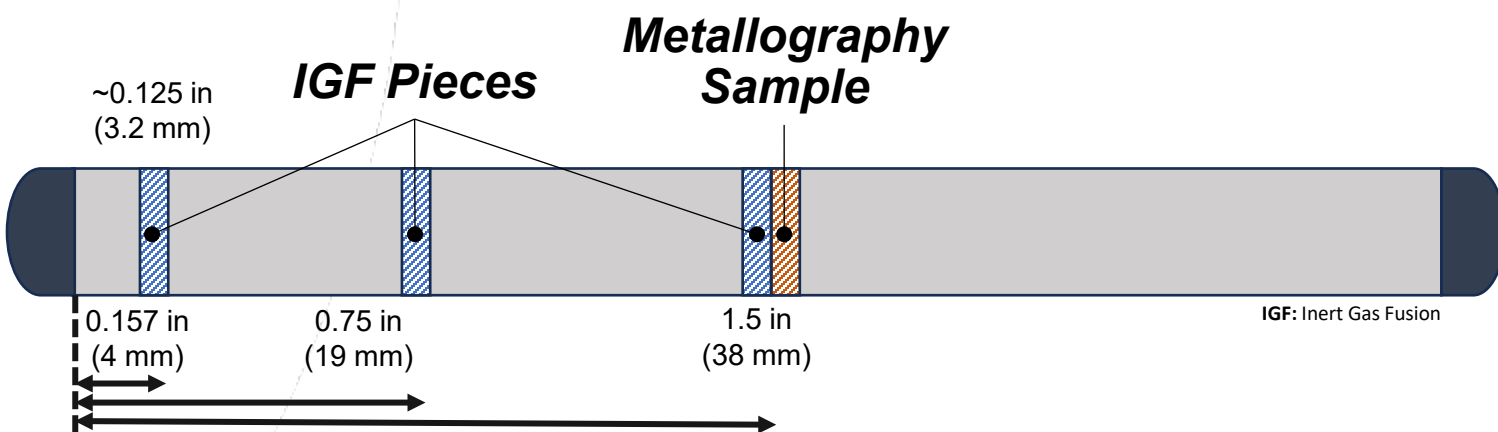 Metallography
Sample
IGF Pieces
~0.125 in
(3.2 mm)
0.157 in
(4 mm)
0.75 in
(19 mm)
1.5 in
(38 mm)
IGF: Inert Gas Fusion